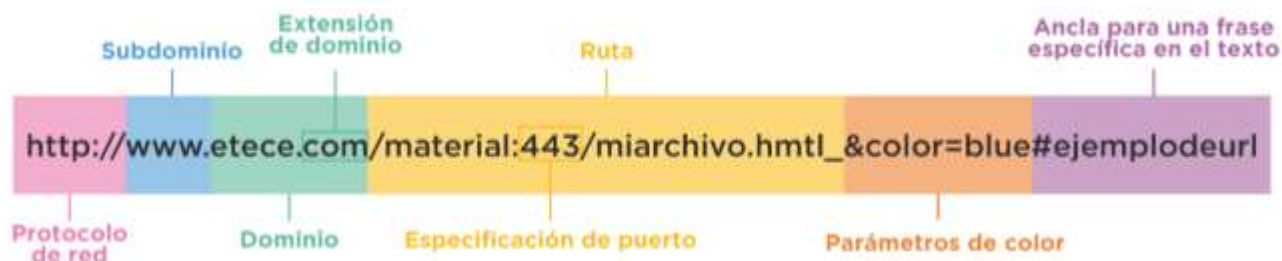 Subdominio
Extensión
de dominio
Ruta
Ancla para una frase
específica en el texto
http://www.etece.com/material:443/miarchivo.hmtl_&color=blue#ejemplodeurl
Protocolo
de red
Dominio
Especificación de puerto
Parámetros de color